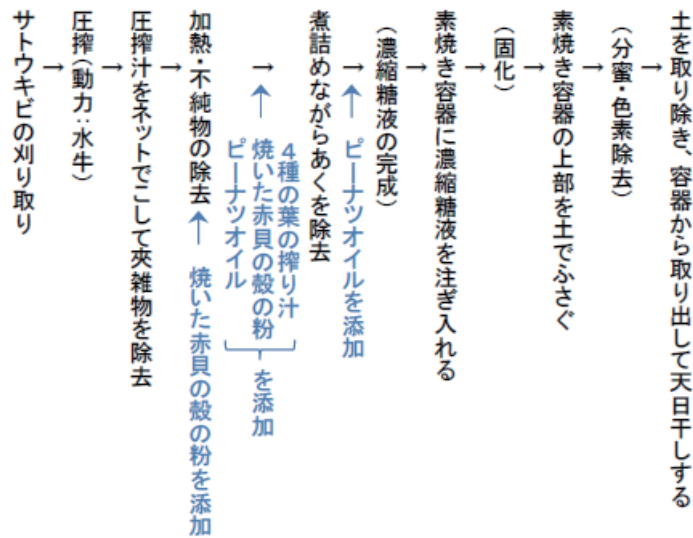 サトウキビの刈り取り
→
圧搾(動力：水牛)
→
圧搾汁をネットでこして夾雑物を除去
→
加熱・不純物の除去
← 焼いた赤貝の殻の粉を添加
→
← ４種の葉の搾り汁
焼いた赤貝の殻の粉
ピーナツオイル
を添加
煮詰めながらあくを除去
→
← ピーナツオイルを添加
(濃縮糖液の完成)
→
素焼き容器に濃縮糖液を注ぎ入れる
→
(固化)
→
素焼き容器の上部を土でふさぐ
→
(分蜜・色素除去)
→
土を取り除き、容器から取り出して天日干しする